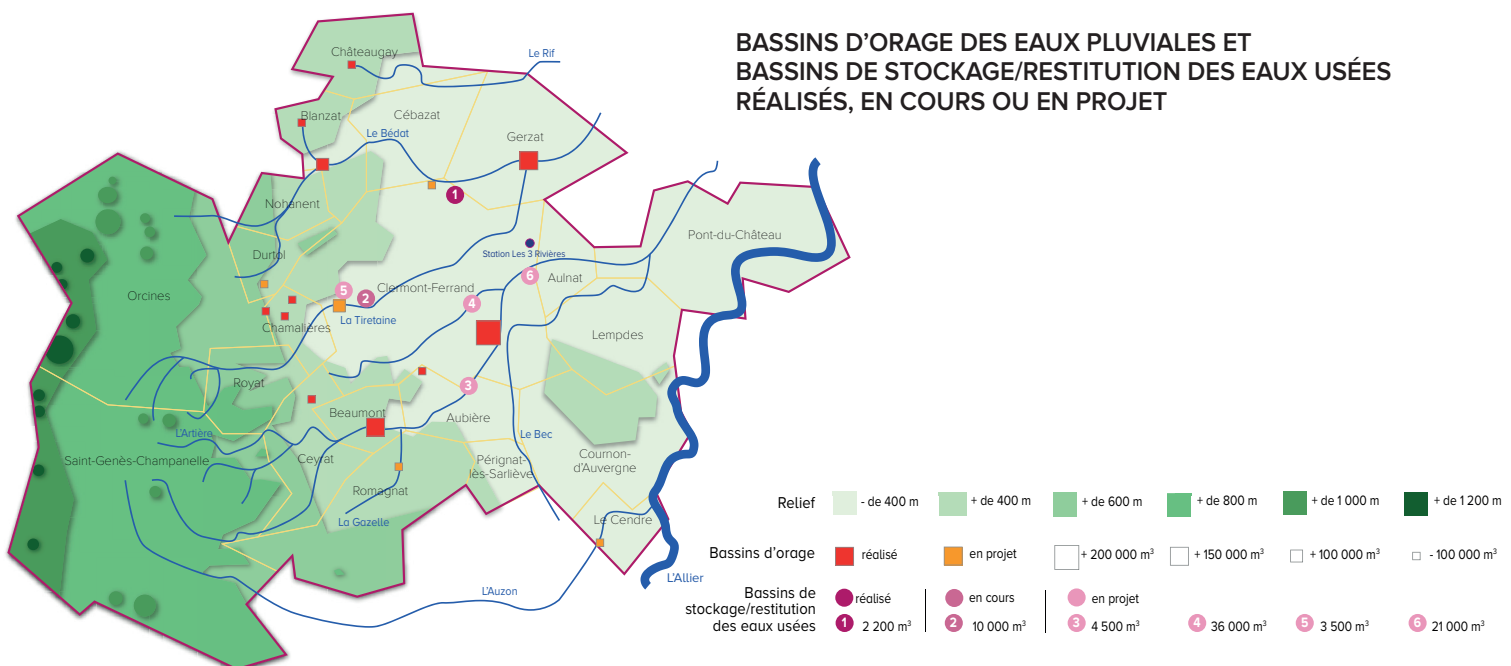 BASSINS D'ORAGE DES EAUX PLUVIALES ET
BASSINS DE STOCKAGE/RESTITUTION DES EAUX USÉES
RÉALISÉS, EN COURS OU EN PROJET
Châteaugay
Le Rif
Blanzat
Cébazat
Le Bédat
Gerzat
1
Nohanent
Pont-du-Château
Durtol
Station Les 3 Rivières
Orcines
5
2
Clermont-Ferrand
4
6
Aulnat
La Tiretaine
Chamalières
Lempdes
Royat
3
Beaumont
Aubière
L'Artière
Le Bec
Saint-Genès-Champanelle
Ceyrat
Pérignat-
lès-Sarliève
Cournon-
d'Auvergne
Romagnat
La Gazelle
Le Cendre
L'Auzon
L'Allier
Relief
- de 400 m
+ de 400 m
+ de 600 m
+ de 800 m
+ de 1 000 m
+ de 1 200 m
Bassins d'orage
réalisé
en projet
+ 200 000 m³
+ 150 000 m³
+ 100 000 m³
- 100 000 m³
Bassins de
stockage/restitution
des eaux usées
réalisé
en cours
en projet
1 2 200 m³
2 10 000 m³
3 4 500 m³
4 36 000 m³
5 3 500 m³
6 21 000 m³